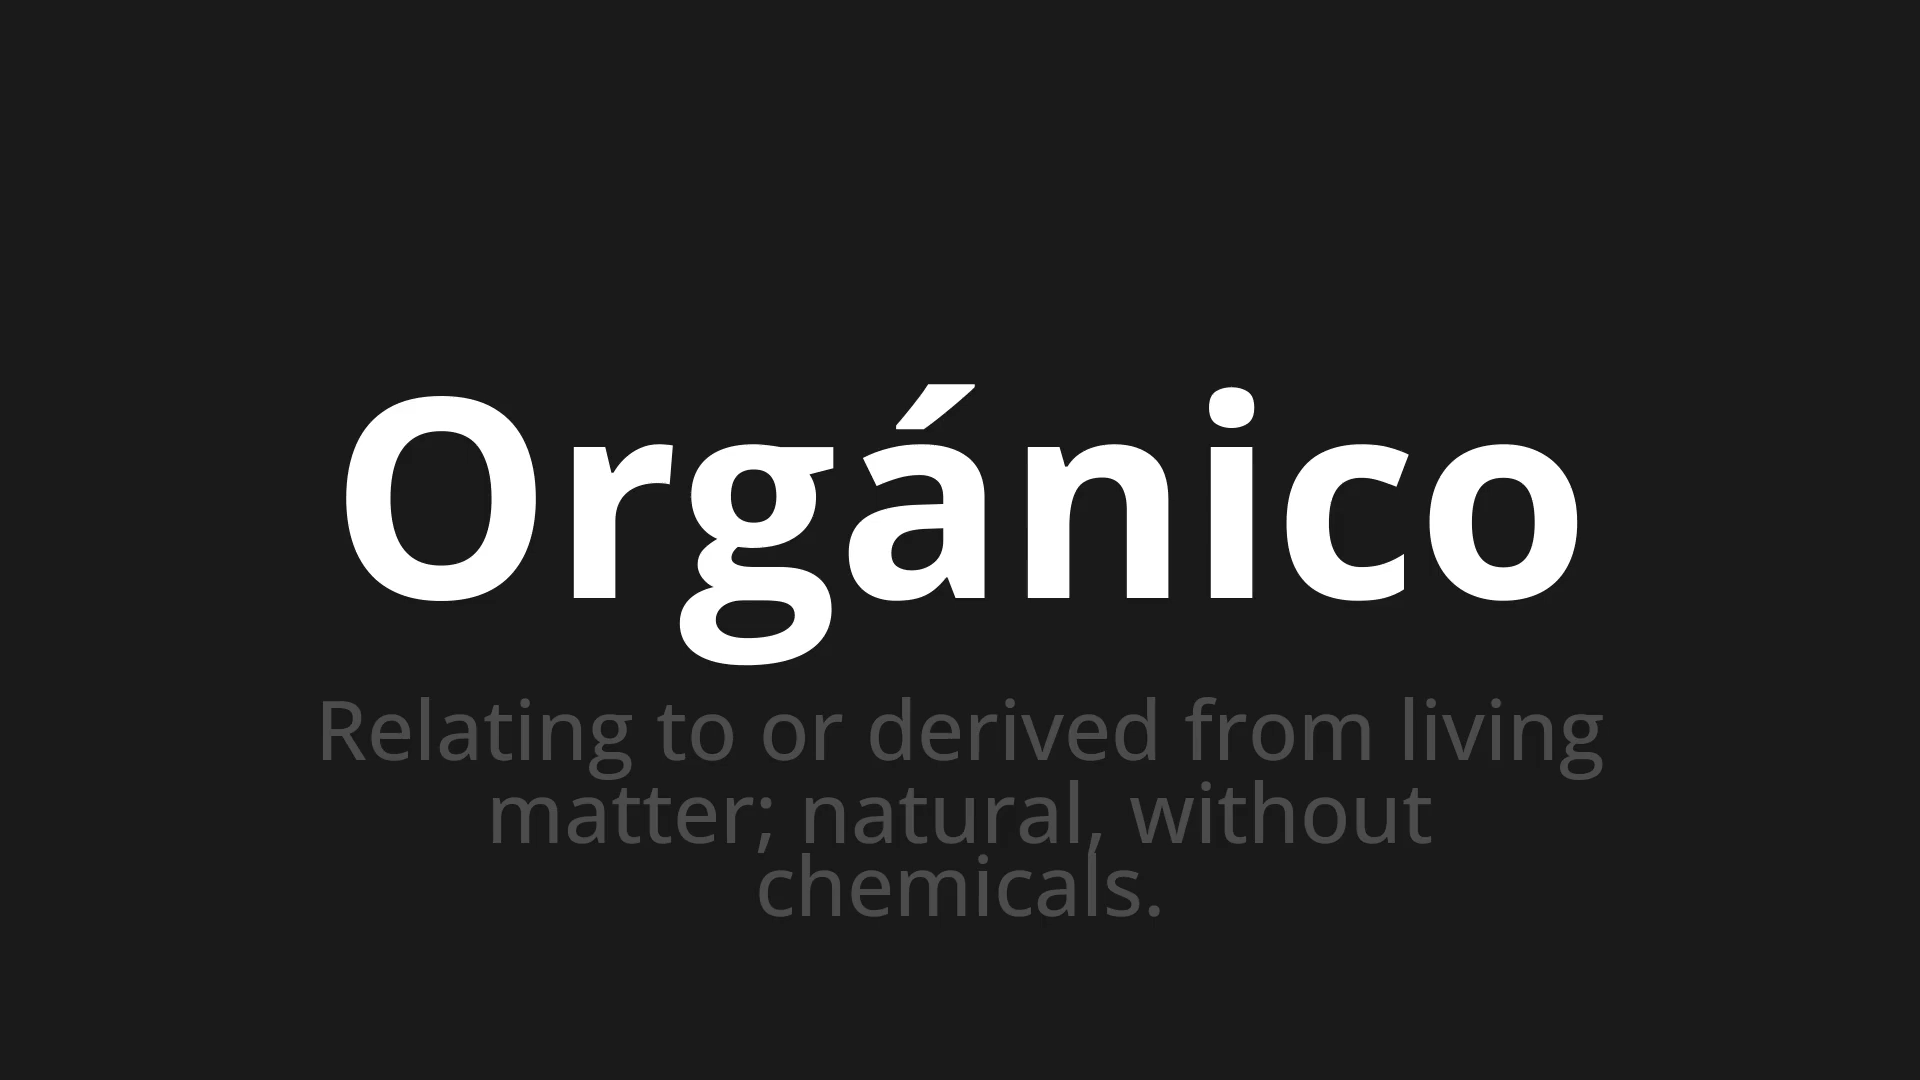 Orgánico
Relating to or derived from living
matter; natural, without
chemicals.